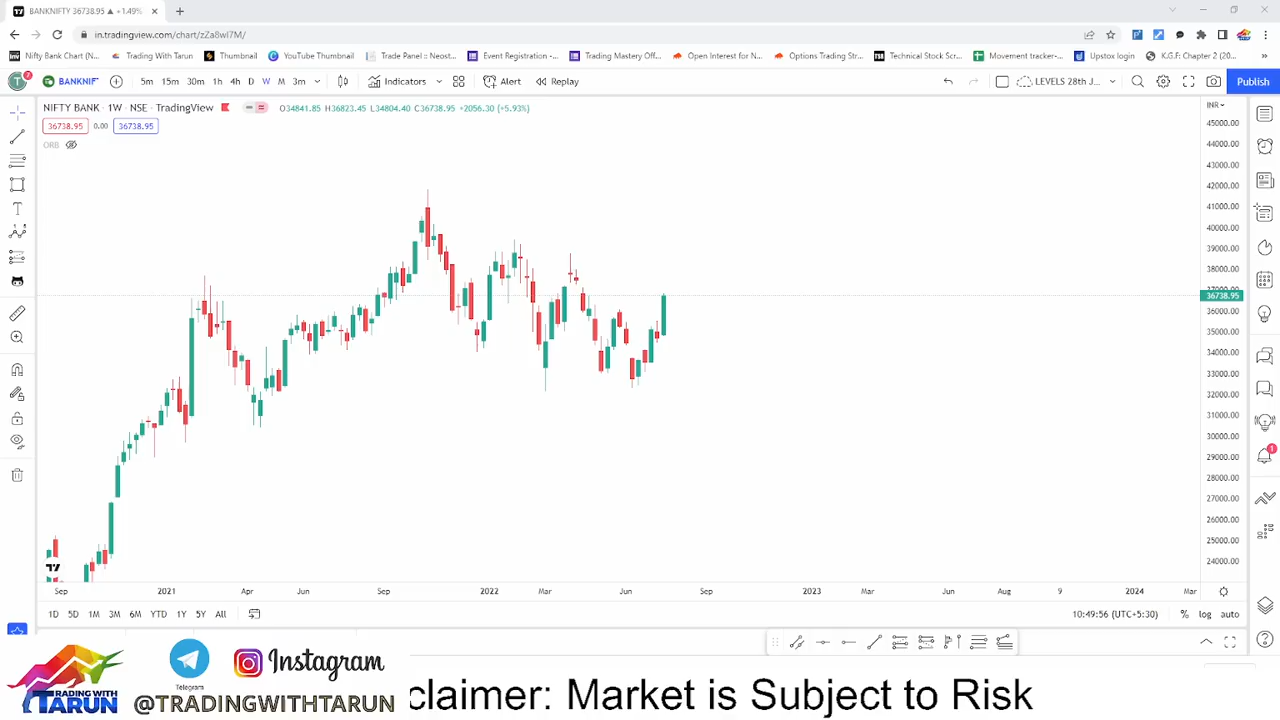 BANKNIFTY 36738.95 ▲ +1.49%
in.tradingview.com/chart/zZa8wI7M/
Nifty Bank Chart (N... Trading With Tarun Thumbnail YouTube Thumbnail Trade Panel :: Neost... Event Registration -... Trading Mastery Off... Open Interest for N... Options Trading Str... Technical Stock Scr... Movement tracker-... Upstox login K.G.F: Chapter 2 (20...
BANKNIF 5m 15m 30m 1h 4h D W M 3m Indicators Alert Replay LEVELS 28th J... Publish
NIFTY BANK · 1W · NSE · TradingView O34841.85 H36823.45 L34804.40 C36738.95 +2056.30 (+5.93%)
INR
36738.95 0.00 36738.95
ORB
45000.00
44000.00
43000.00
42000.00
41000.00
40000.00
39000.00
38000.00
37000.00
36738.95
36000.00
35000.00
34000.00
33000.00
32000.00
31000.00
30000.00
29000.00
28000.00
27000.00
26000.00
25000.00
24000.00
Sep 2021 Apr Jun Sep 2022 Mar Jun Sep 2023 Mar Jun Aug 9 2024 Mar
1D 5D 1M 3M 6M YTD 1Y 5Y All 10:49:56 (UTC+5:30) % log auto
TRADING WITH
TARUN
Telegram
Instagram
@TRADINGWITHTARUN
claimer: Market is Subject to Risk